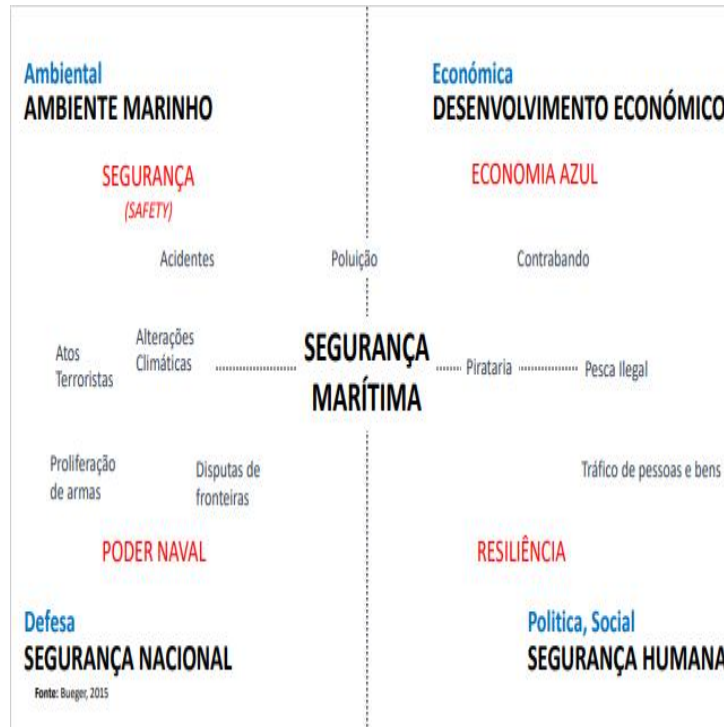 Ambiental
AMBIENTE MARINHO
Económica
DESENVOLVIMENTO ECONÓMICO
SEGURANÇA
(SAFETY)
ECONOMIA AZUL
Acidentes
Poluição
Contrabando
Atos
Terroristas
Alterações
Climáticas
SEGURANÇA
MARÍTIMA
Pirataria
Pesca Ilegal
Proliferação
de armas
Disputas de
fronteiras
Tráfico de pessoas e bens
PODER NAVAL
RESILIÊNCIA
Defesa
SEGURANÇA NACIONAL
Politica, Social
SEGURANÇA HUMANA
Fonte: Bueger, 2015